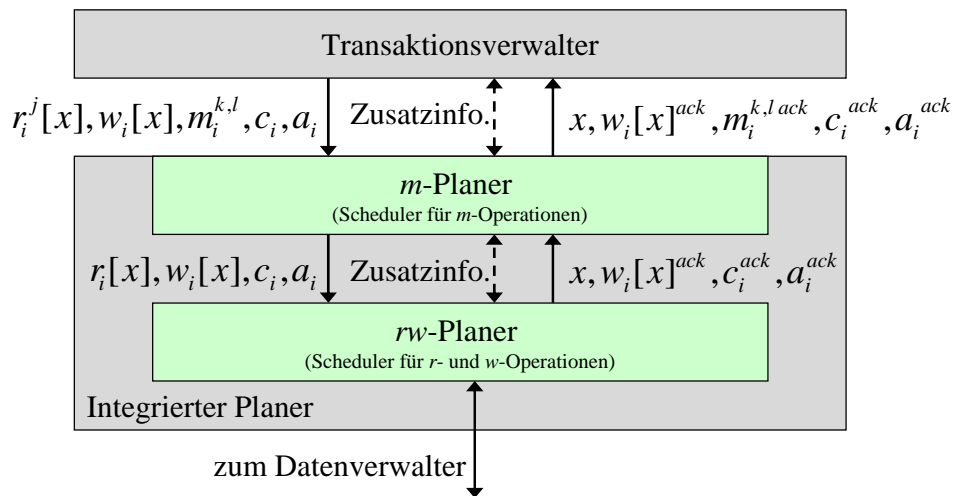 Transaktionsverwalter
r_i^j[x], w_i[x], m_i^{k,l}, c_i, a_i Zusatzinfo. x, w_i[x]^{ack}, m_i^{k,l ack}, c_i^{ack}, a_i^{ack}
m-Planer
(Scheduler für m-Operationen)
r_i[x], w_i[x], c_i, a_i Zusatzinfo. x, w_i[x]^{ack}, c_i^{ack}, a_i^{ack}
rw-Planer
(Scheduler für r- und w-Operationen)
Integrierter Planer
zum Datenverwalter